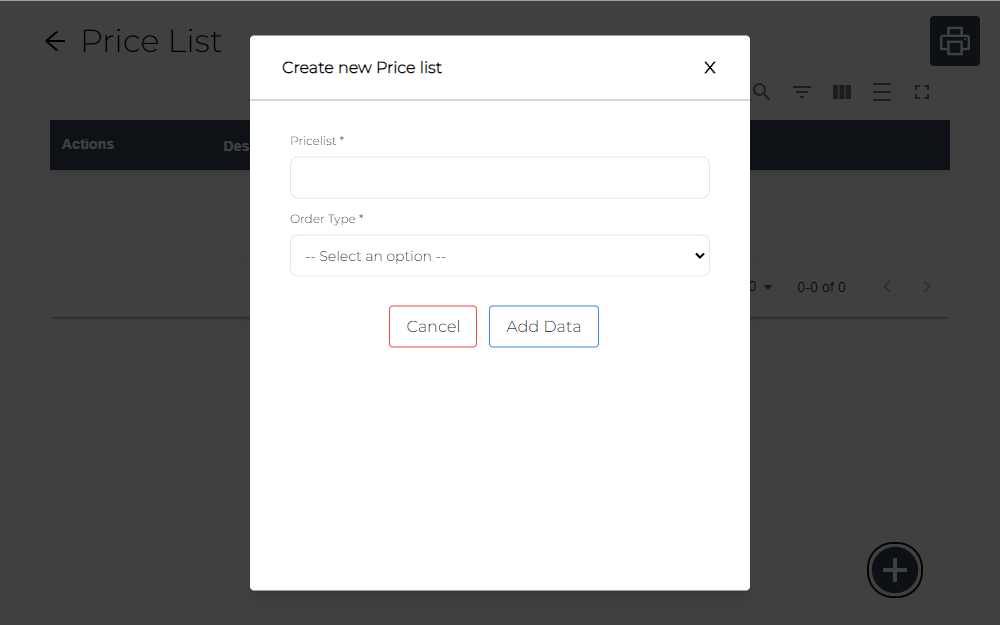 Price List
Create new Price list
X
Actions
Des
Pricelist *
Order Type *
-- Select an option --
0-0 of 0
Cancel
Add Data